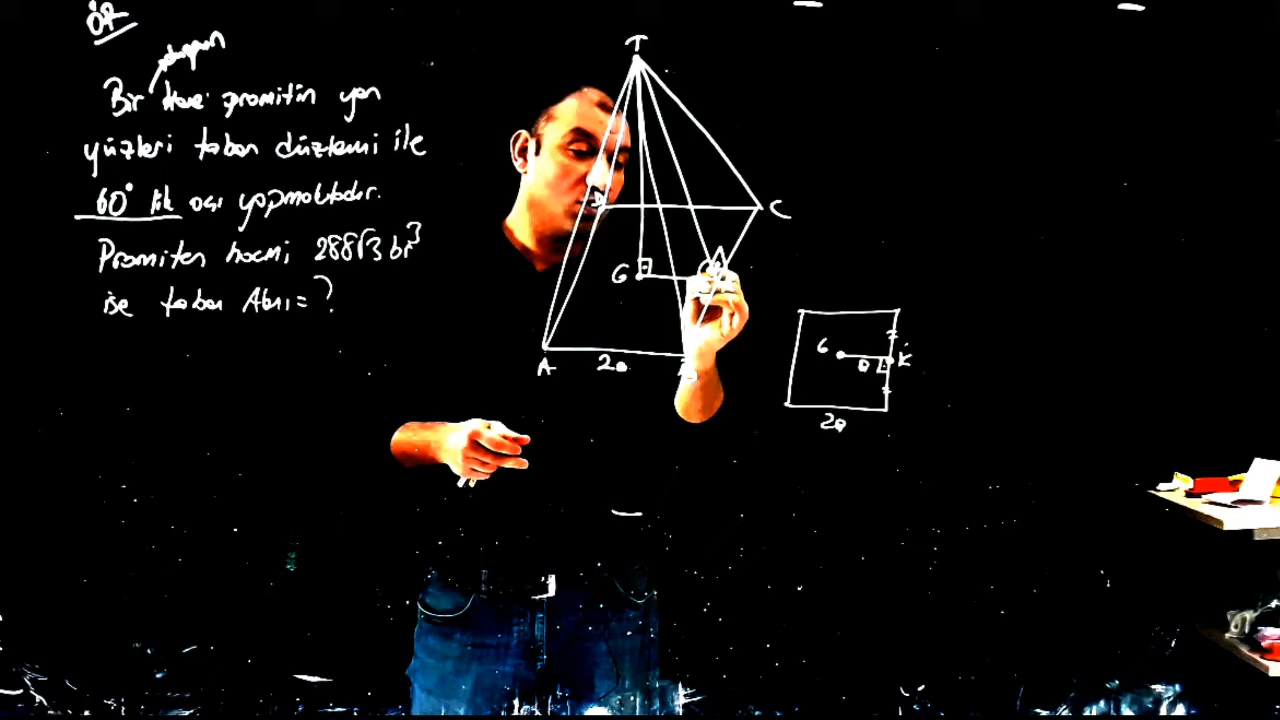 ÖR
düzgün
Bir kare piramitin yan
yüzleri taban düzlemi ile
60° lik açı yapmaktadır.
Piramiten hacmi 288√3 br³
ise taban Alanı = ?
T
D
C
G
A
2a
B
G
a
K
2a